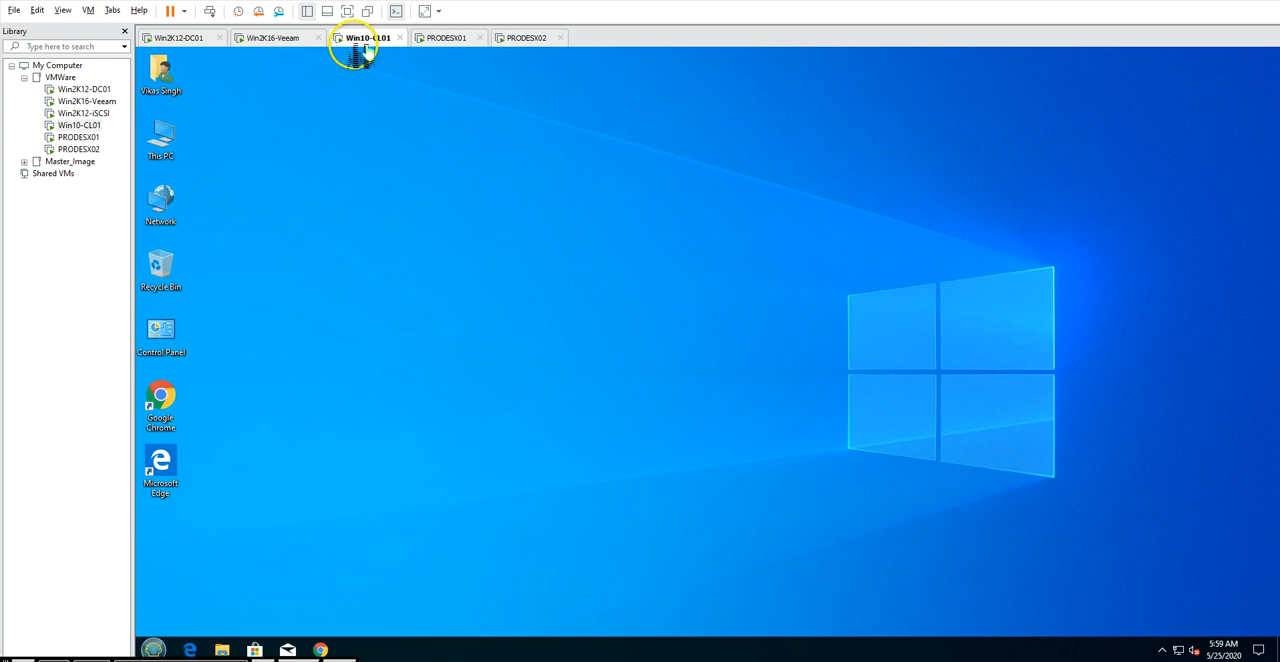 File Edit View VM Tabs Help
Library
Type here to search
My Computer
VMWare
Win2K12-DC01
Win2K16-Veeam
Win2K12-iSCSI
Win10-CL01
PRODESX01
PRODESX02
Master_Image
Shared VMs
Win2K12-DC01 Win2K16-Veeam Win10-CL01 PRODESX01 PRODESX02
Vikas Singh
This PC
Network
Recycle Bin
Control Panel
Google
Chrome
Microsoft
Edge
5:59 AM
5/25/2020